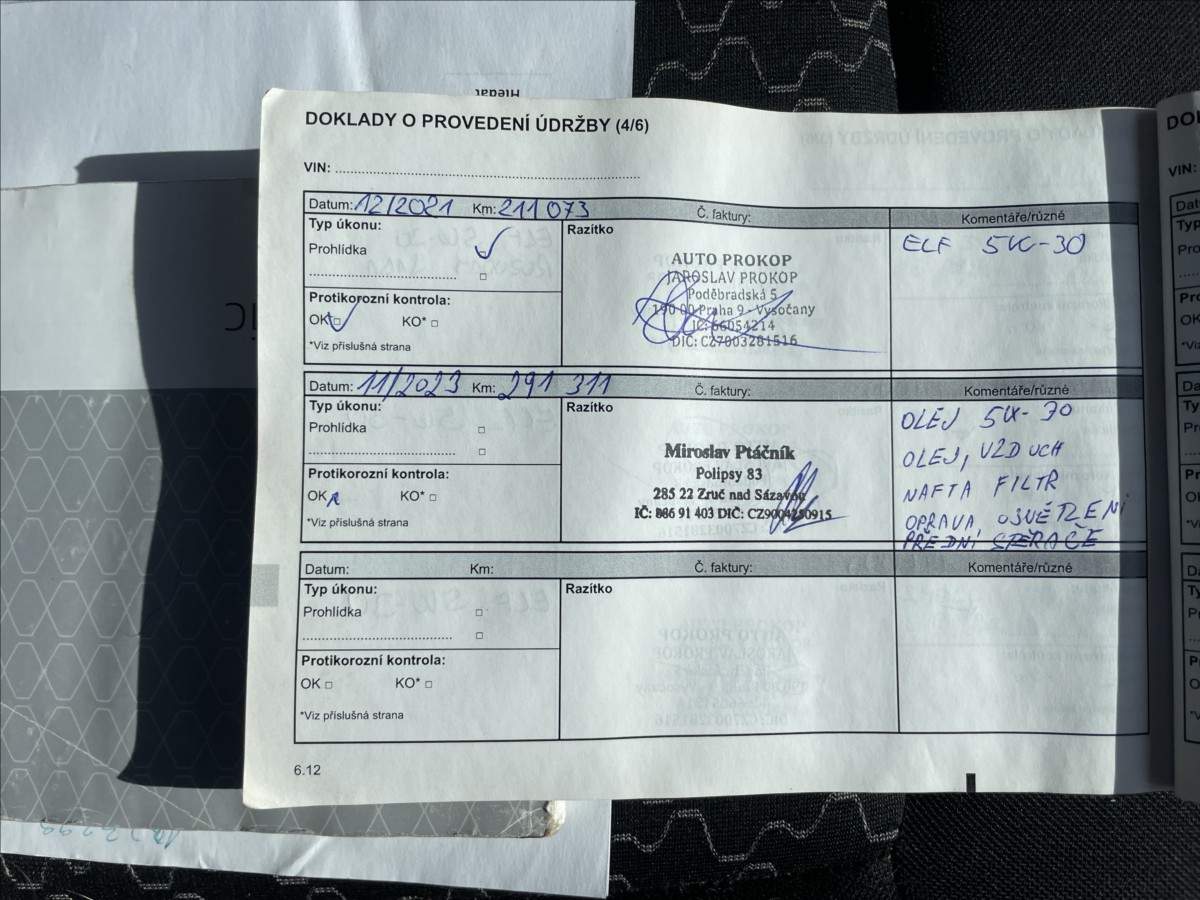 Hledat
DOKLADY O PROVEDENÍ ÚDRŽBY (4/6)
VIN:
Datum: 12/2021 Km: 211 073 Č. faktury: Komentáře/různé
Typ úkonu:
Prohlídka
Protikorozní kontrola:
OK KO*
*Viz příslušná strana
Razítko
AUTO PROKOP
JAROSLAV PROKOP
Poděbradská 5
190 00 Praha 9 - Vysočany
IČ: 66054214
DIČ: CZ7003281516
ELF 5W-30
Datum: 11/2023 Km: 291 311 Č. faktury: Komentáře/různé
Typ úkonu:
Prohlídka
Protikorozní kontrola:
OK KO*
*Viz příslušná strana
Razítko
Miroslav Ptáčník
Polipsy 83
285 22 Zruč nad Sázavou
IČ: 086 91 403 DIČ: CZ9004250915
OLEJ 5W-30
OLEJ, VZDUCH
NAFTA FILTR
OPRAVA, OSVĚTLENÍ
PŘEDNÍ STĚRAČE
Datum: Km: Č. faktury: Komentáře/různé
Typ úkonu:
Prohlídka
Protikorozní kontrola:
OK KO*
*Viz příslušná strana
Razítko
6.12
VIN: